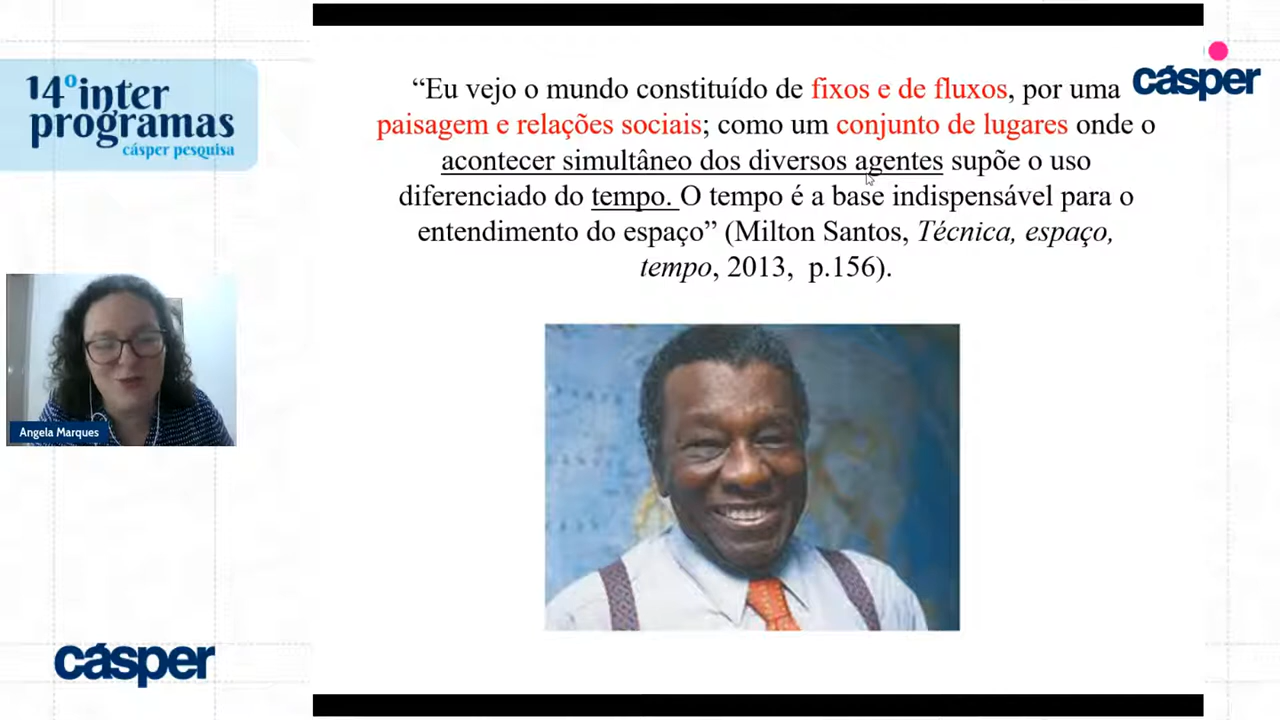 14º inter
programas
cásper pesquisa
Angela Marques
cásper
cásper
“Eu vejo o mundo constituído de fixos e de fluxos, por uma
paisagem e relações sociais; como um conjunto de lugares onde o
acontecer simultâneo dos diversos agentes supõe o uso
diferenciado do tempo. O tempo é a base indispensável para o
entendimento do espaço” (Milton Santos, Técnica, espaço,
tempo, 2013, p.156).